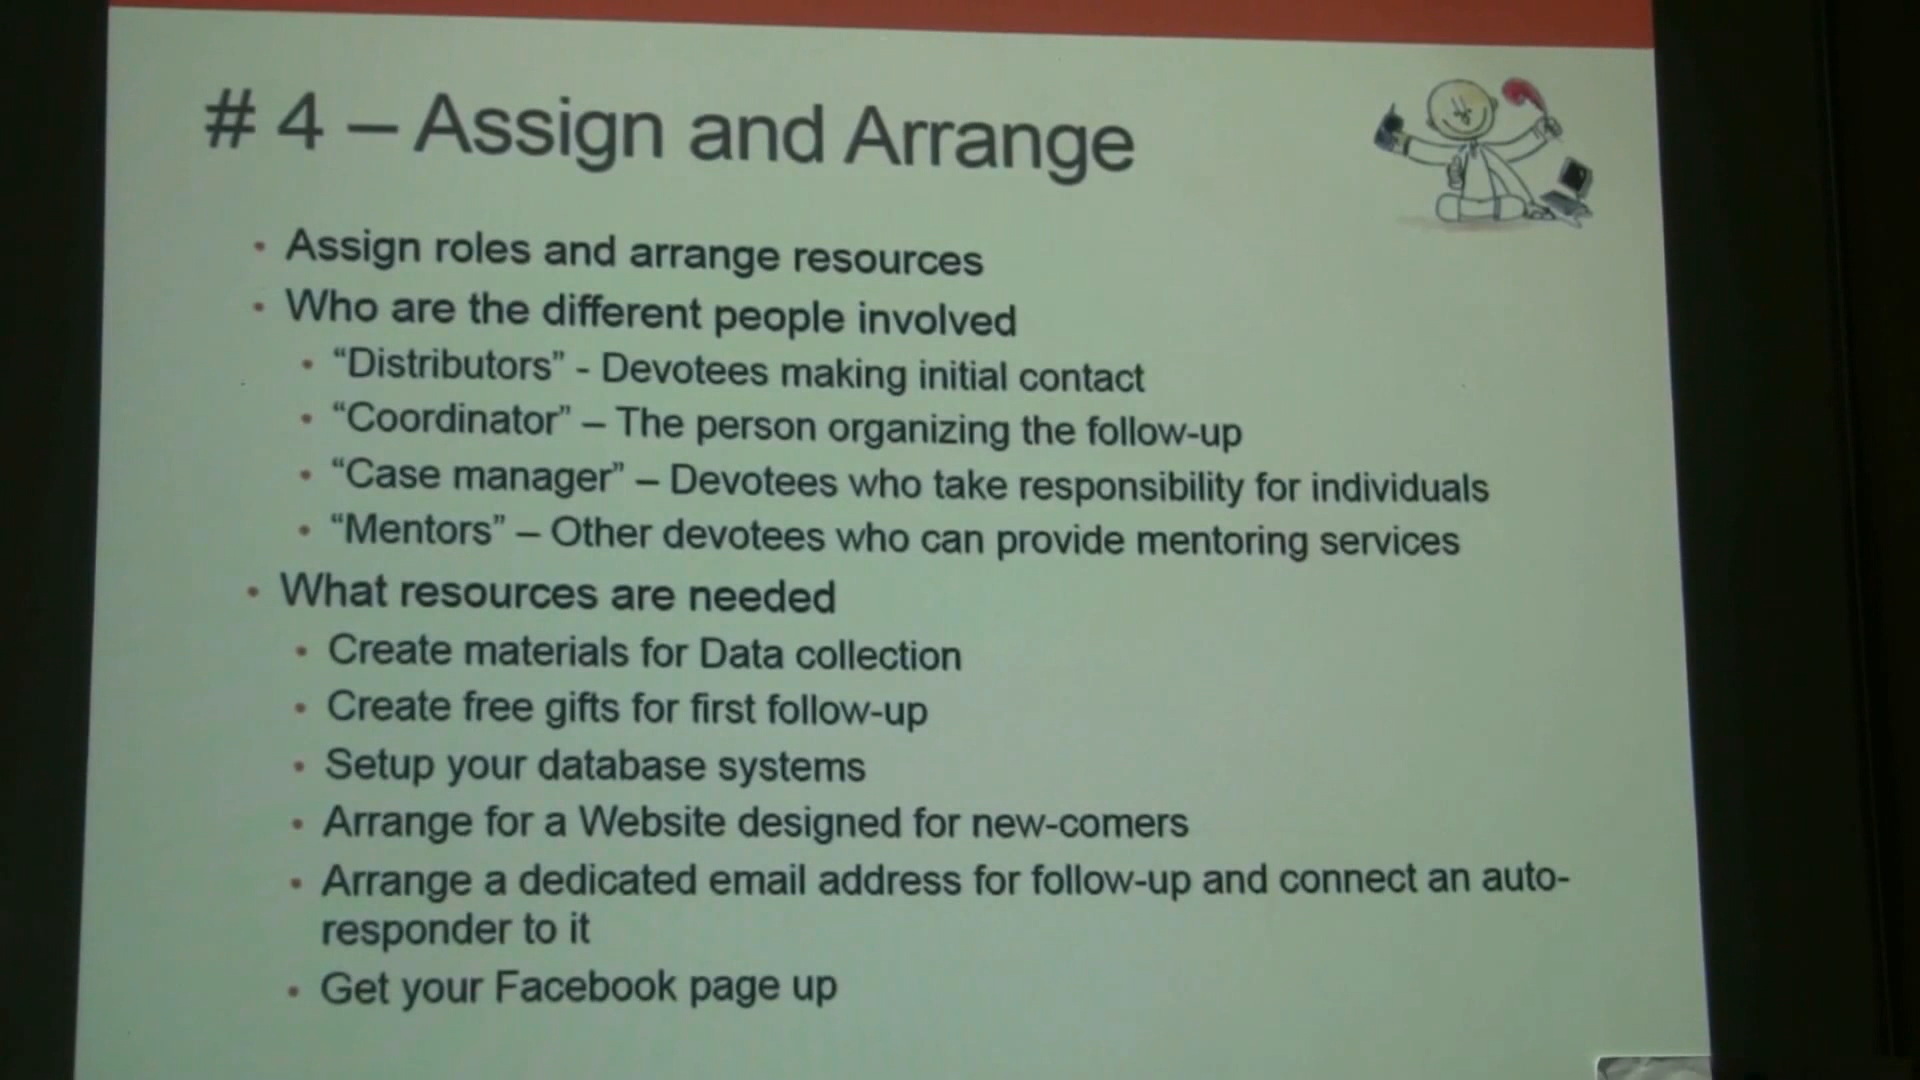 # 4 – Assign and Arrange
• Assign roles and arrange resources
• Who are the different people involved
• “Distributors” - Devotees making initial contact
• “Coordinator” – The person organizing the follow-up
• “Case manager” – Devotees who take responsibility for individuals
• “Mentors” – Other devotees who can provide mentoring services
• What resources are needed
• Create materials for Data collection
• Create free gifts for first follow-up
• Setup your database systems
• Arrange for a Website designed for new-comers
• Arrange a dedicated email address for follow-up and connect an auto-
responder to it
• Get your Facebook page up